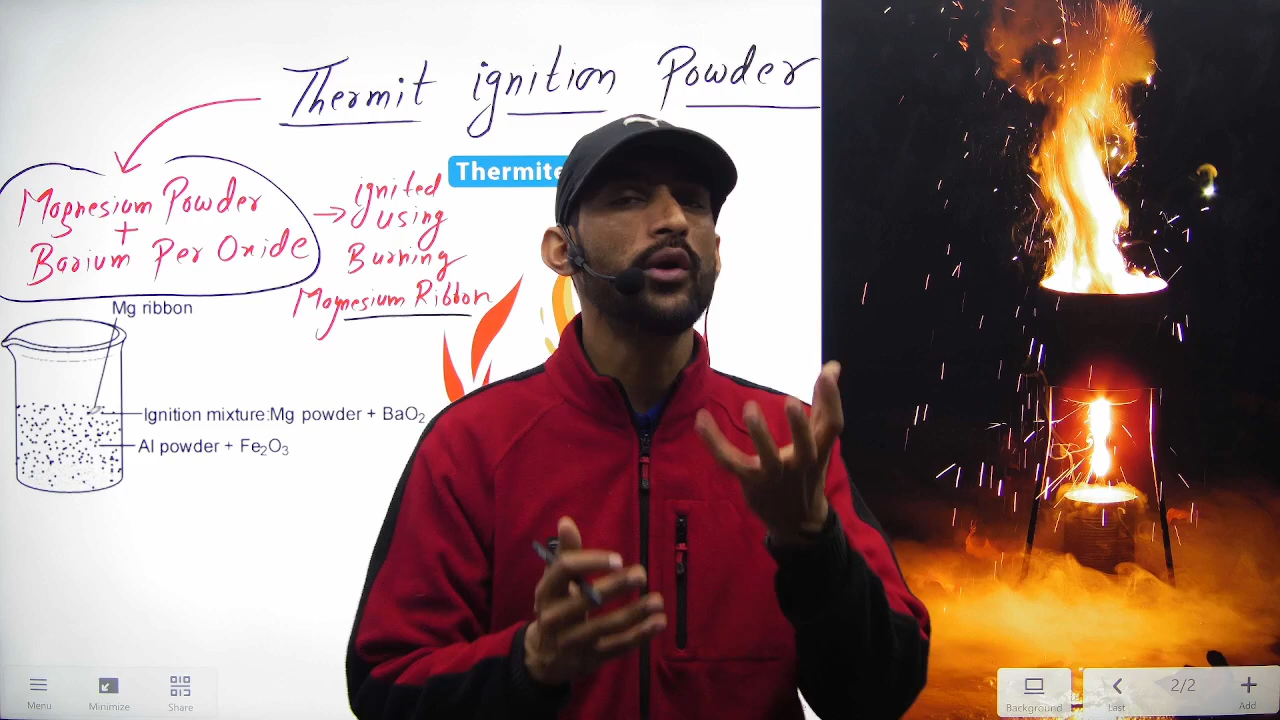 Thermit ignition Powder
Thermite
Magnesium Powder
+
Barium Per Oxide
→ ignited
using
Burning
Magnesium Ribbon
Mg ribbon
Ignition mixture:Mg powder + BaO₂
Al powder + Fe₂O₃
Menu
Minimize
Share
Background
Last
2/2
Add